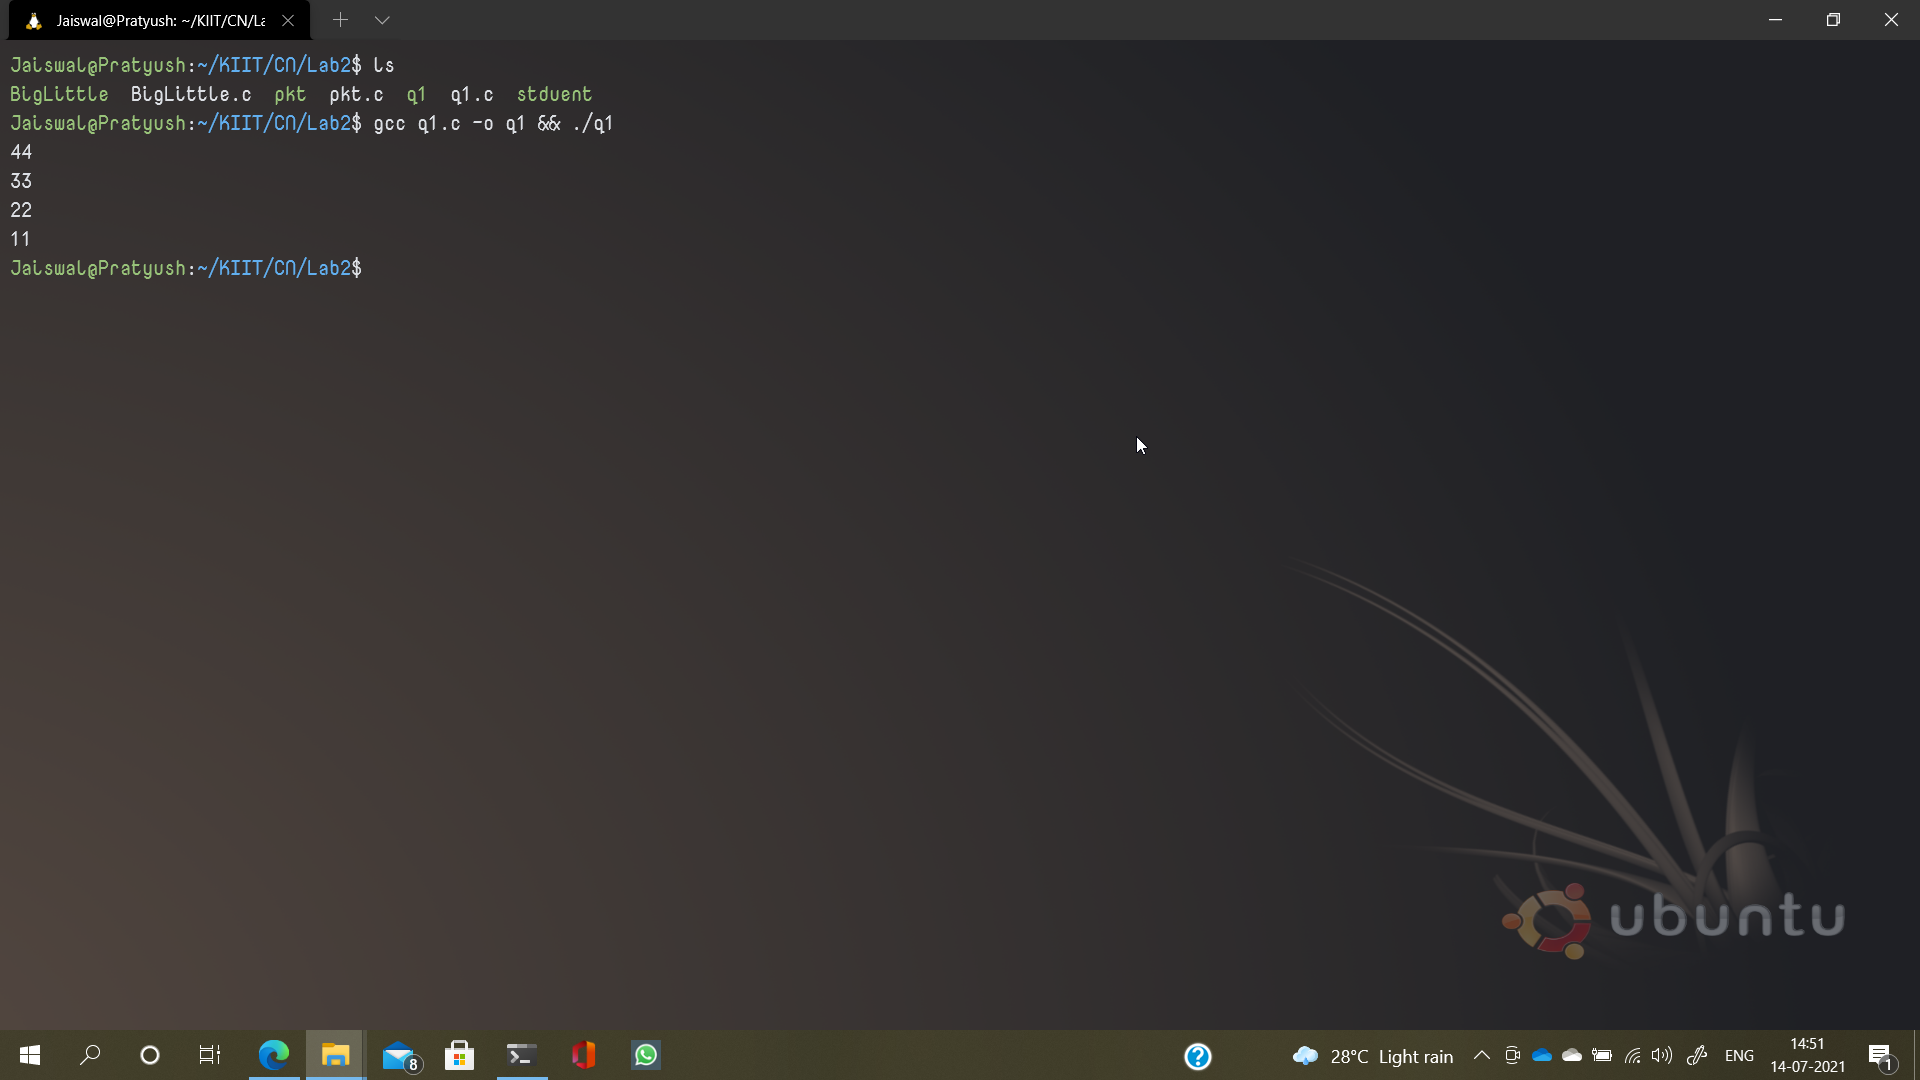 Jaiswal@Pratyush: ~/KIIT/CN/La
Jaiswal@Pratyush:~/KIIT/CN/Lab2$ ls
BigLittle  BigLittle.c  pkt  pkt.c  q1  q1.c  stduent
Jaiswal@Pratyush:~/KIIT/CN/Lab2$ gcc q1.c -o q1 && ./q1
44
33
22
11
Jaiswal@Pratyush:~/KIIT/CN/Lab2$
ubuntu
8
28°C Light rain
ENG
14:51
14-07-2021
1